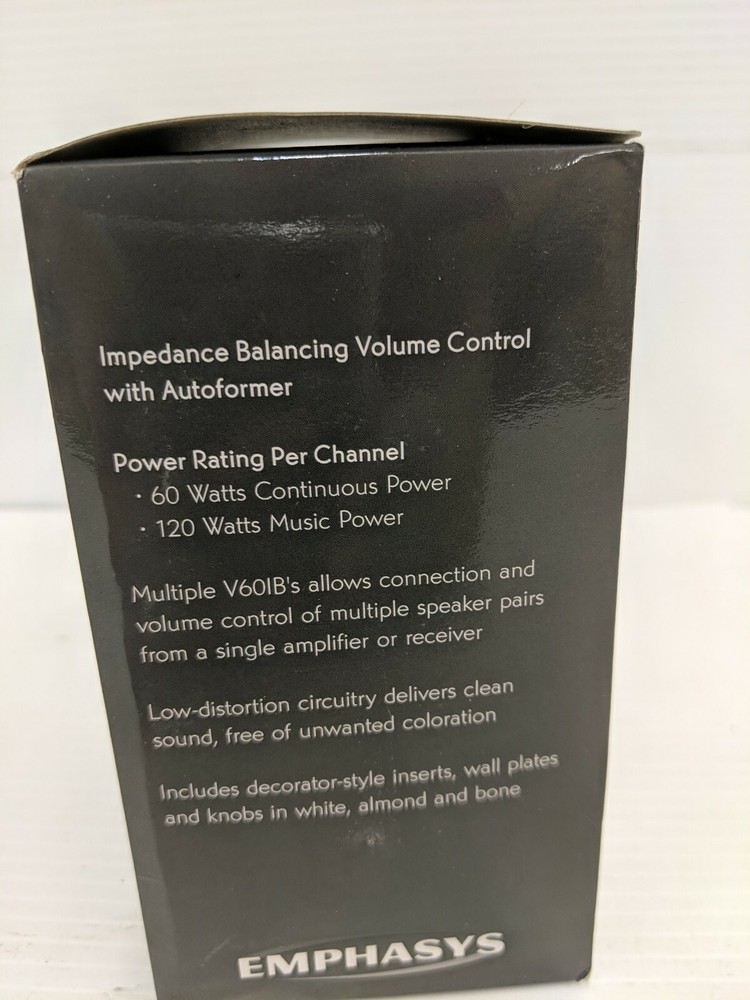 Impedance Balancing Volume Control
with Autoformer
Power Rating Per Channel
· 60 Watts Continuous Power
· 120 Watts Music Power
Multiple V60IB's allows connection and
volume control of multiple speaker pairs
from a single amplifier or receiver
Low-distortion circuitry delivers clean
sound, free of unwanted coloration
Includes decorator-style inserts, wall plates
and knobs in white, almond and bone
EMPHASYS